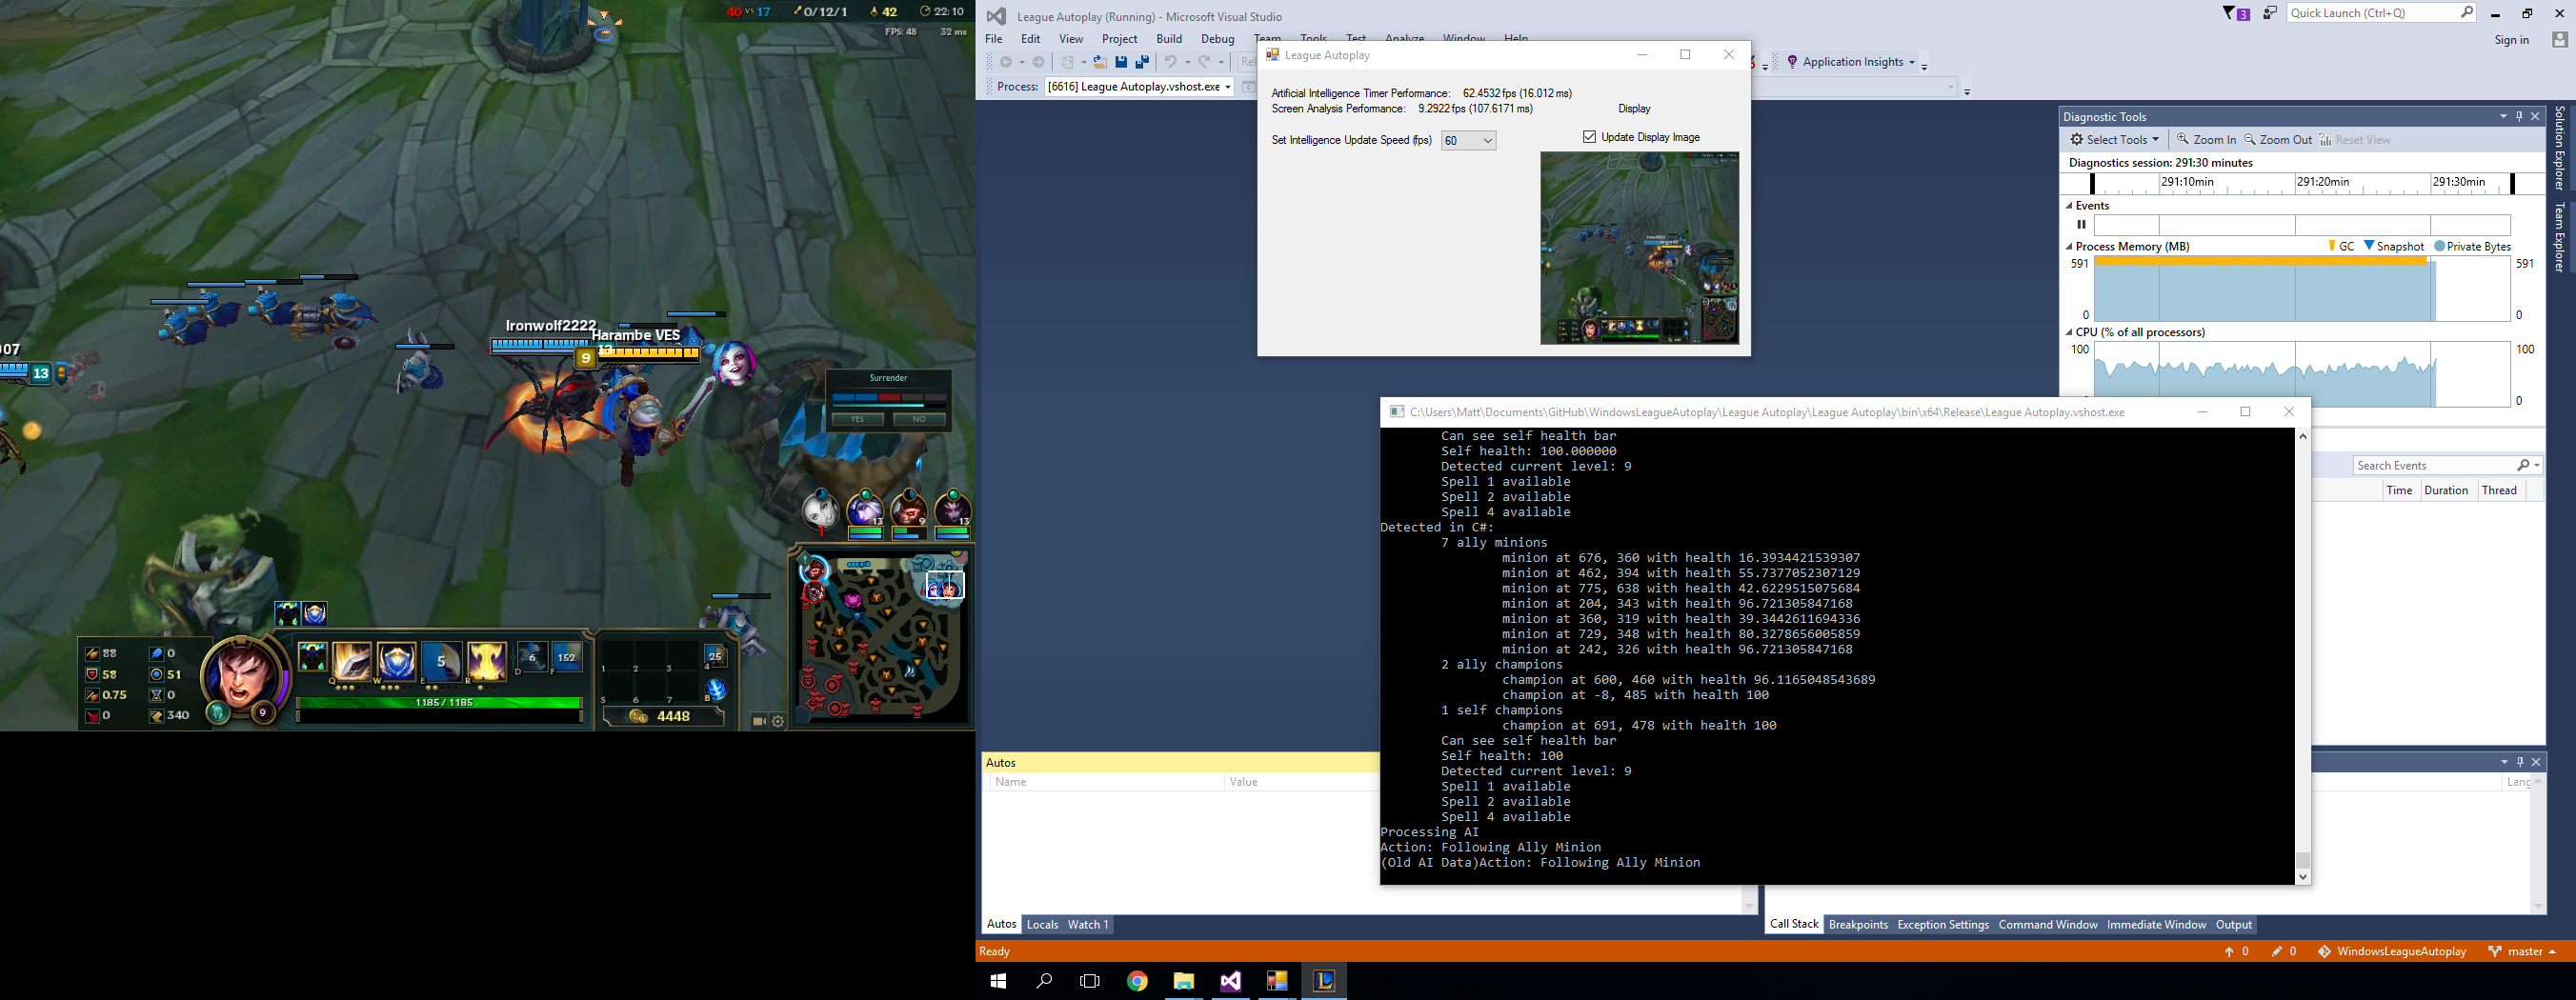 40 vs 17 0/12/1 42 22:10
FPS: 48 32 ms
Ironwolf2222
Harambe VES
13
9
007
13
Surrender
YES NO
13 9 13
88 0
58 51
0.75 0
0 340
9
Q W E R
5
6 152
D F
1185 / 1185
1 2 3
5 6 7
25
4
B
4448
League Autoplay (Running) - Microsoft Visual Studio
3
Quick Launch (Ctrl+Q)
File Edit View Project Build Debug Team Tools Test Analyze Window Help
Sign in
Rel
Application Insights
Process: [6616] League Autoplay.vshost.exe
League Autoplay
Artificial Intelligence Timer Performance: 62.4532 fps (16.012 ms)
Screen Analysis Performance: 9.2922 fps (107.6171 ms)
Display
Set Intelligence Update Speed (fps) 60
Update Display Image
Diagnostic Tools
Select Tools Zoom In Zoom Out Reset View
Diagnostics session: 291:30 minutes
291:10min 291:20min 291:30min
Events
Process Memory (MB) GC Snapshot Private Bytes
591 591
0 0
CPU (% of all processors)
100 100
0
Search Events
Time Duration Thread
Solution Explorer
Team Explorer
C:\Users\Matt\Documents\GitHub\WindowsLeagueAutoplay\League Autoplay\League Autoplay\bin\x64\Release\League Autoplay.vshost.exe
Can see self health bar
Self health: 100.000000
Detected current level: 9
Spell 1 available
Spell 2 available
Spell 4 available
Detected in C#:
7 ally minions
minion at 676, 360 with health 16.3934421539307
minion at 462, 394 with health 55.7377052307129
minion at 775, 638 with health 42.6229515075684
minion at 204, 343 with health 96.721305847168
minion at 360, 319 with health 39.3442611694336
minion at 729, 348 with health 80.3278656005859
minion at 242, 326 with health 96.721305847168
2 ally champions
champion at 600, 460 with health 96.1165048543689
champion at -8, 485 with health 100
1 self champions
champion at 691, 478 with health 100
Can see self health bar
Self health: 100
Detected current level: 9
Spell 1 available
Spell 2 available
Spell 4 available
Processing AI
Action: Following Ally Minion
(Old AI Data)Action: Following Ally Minion
Autos
Name Value
Lang
Autos Locals Watch 1
Call Stack Breakpoints Exception Settings Command Window Immediate Window Output
Ready
0 0 WindowsLeagueAutoplay master